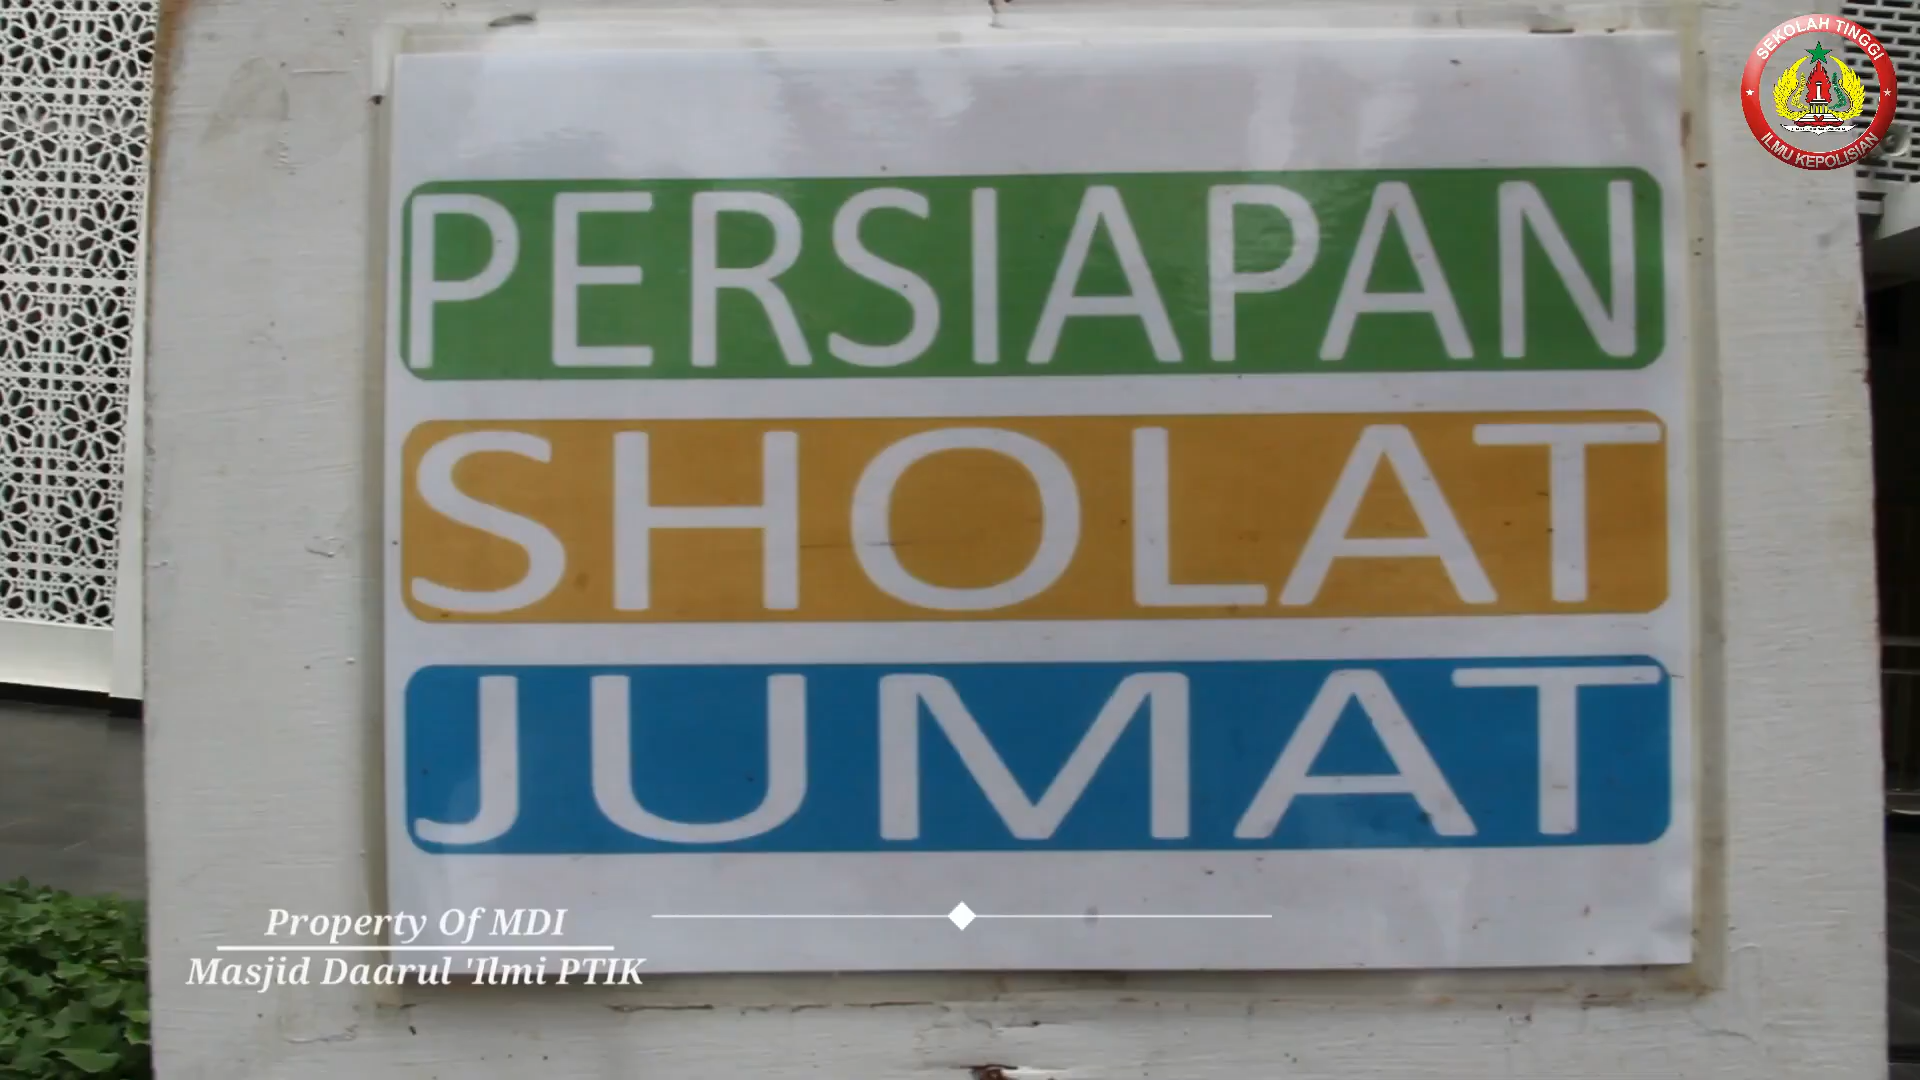 SEKOLAH TINGGI
ILMU KEPOLISIAN
PERSIAPAN
SHOLAT
JUMAT
Property Of MDI
Masjid Daarul 'Ilmi PTIK